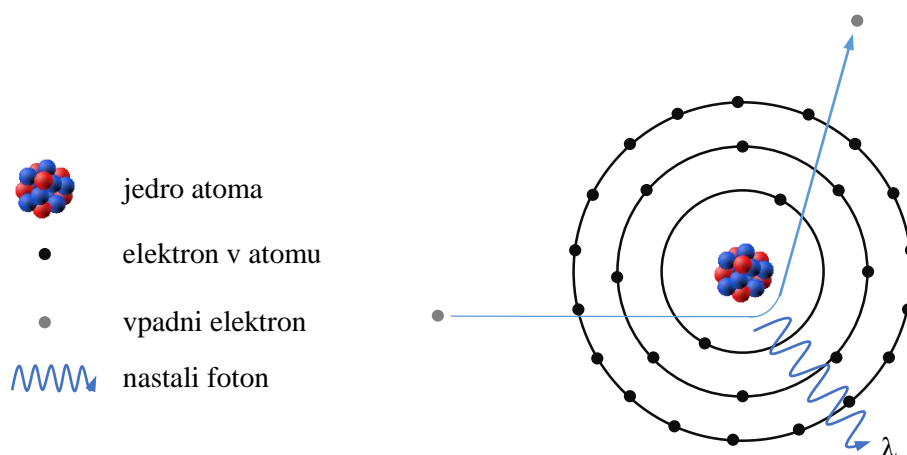 jedro atoma
elektron v atomu
vpadni elektron
nastali foton
λ